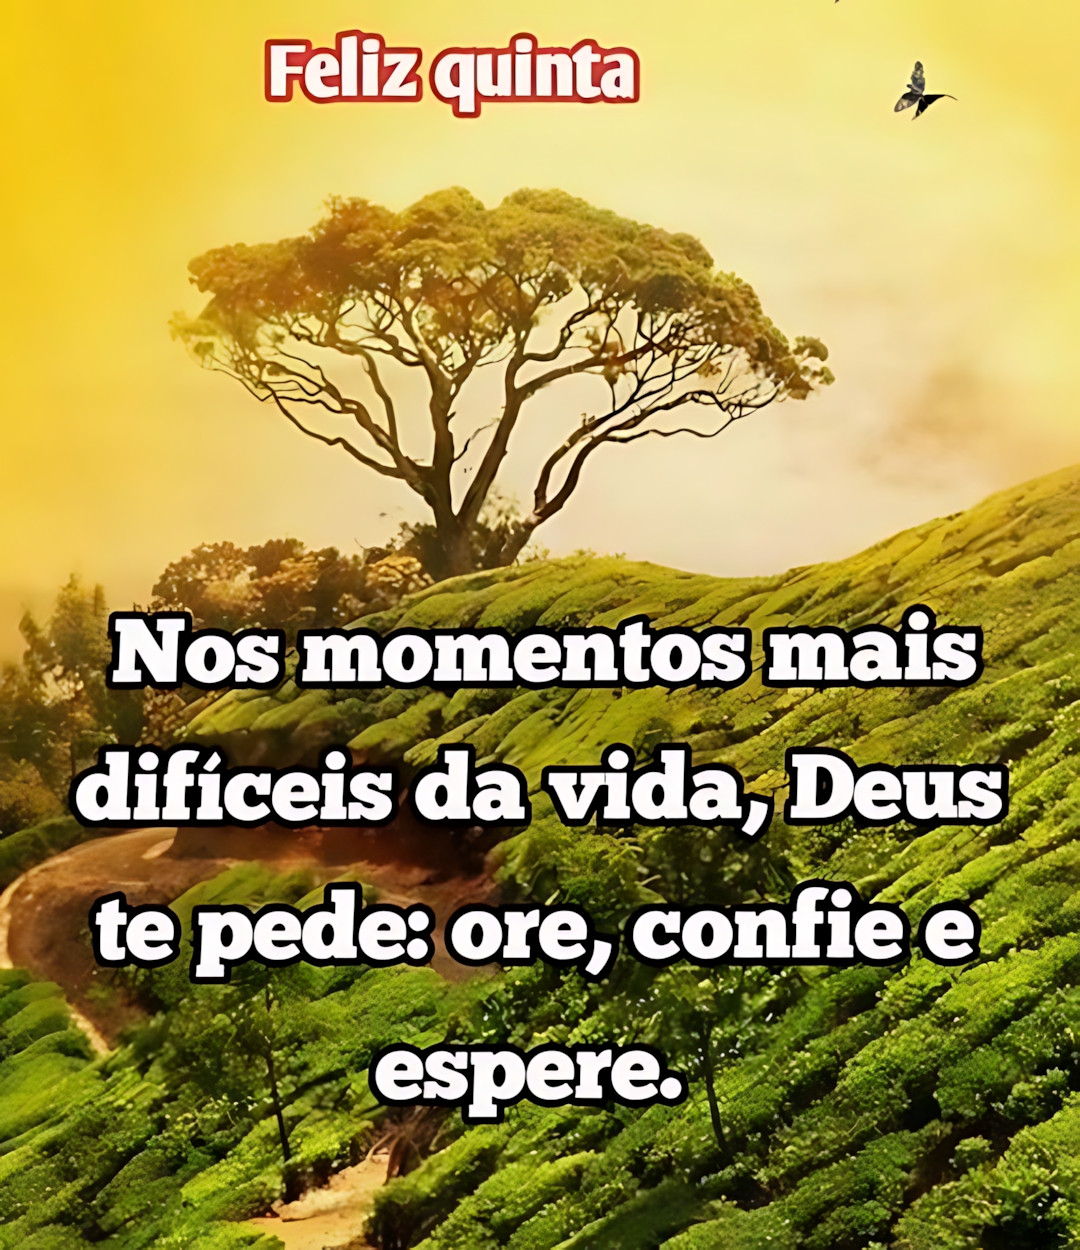 Feliz quinta
Nos momentos mais
difíceis da vida, Deus
te pede: ore, confie e
espere.